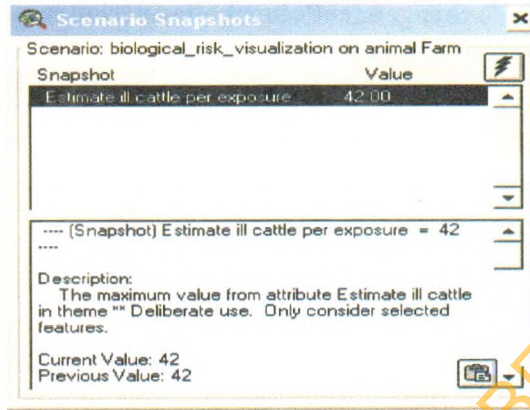 Scenario Snapshots
Scenario: biological_risk_visualization on animal Farm
Snapshot Value
Estimate ill cattle per exposure 42.00
---- (Snapshot) Estimate ill cattle per exposure = 42
----
Description:
The maximum value from attribute Estimate ill cattle
in theme ** Deliberate use. Only consider selected
features.
Current Value: 42
Previous Value: 42